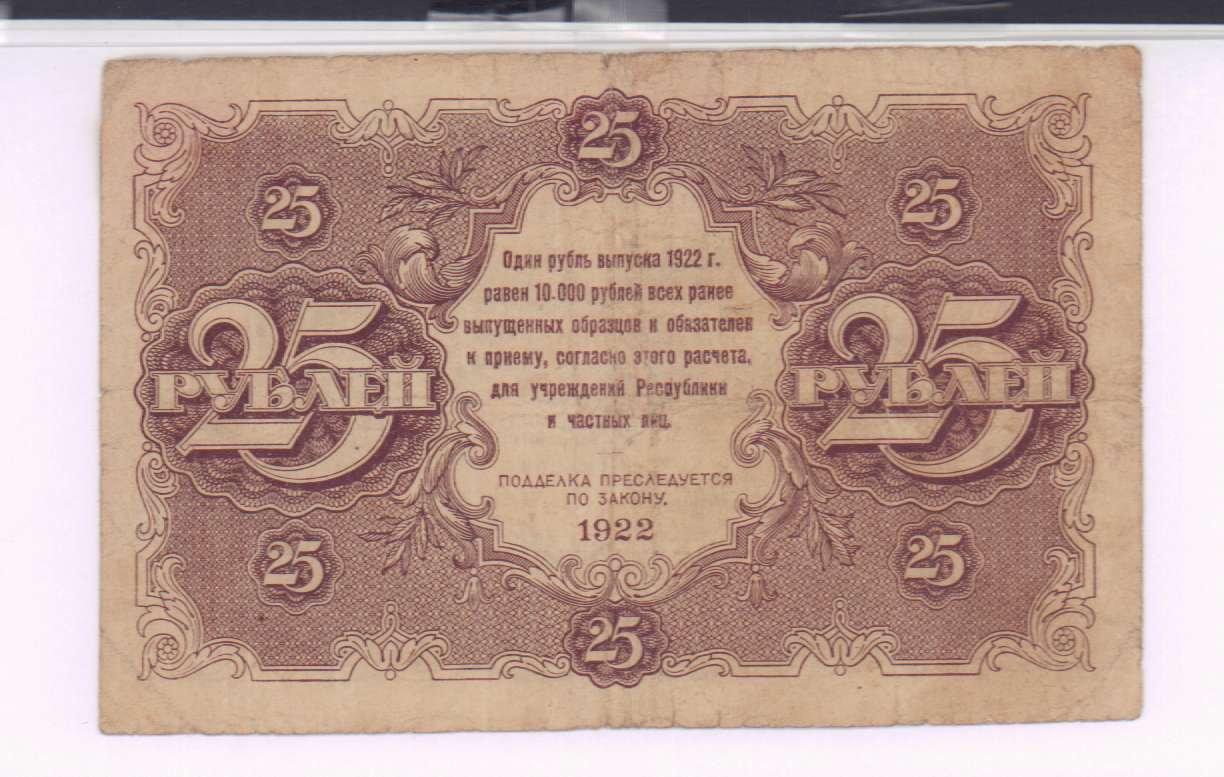 25
25
25
Один рубль выпуска 1922 г.
равен 10.000 рублей всех ранее
выпущенных образцов и обязателен
к приему, согласно этого расчета,
для учреждений Республики
и частных лиц.
25 РУБЛЕЙ
25 РУБЛЕЙ
ПОДДЕЛКА ПРЕСЛЕДУЕТСЯ
ПО ЗАКОНУ.
1922
25
25
25